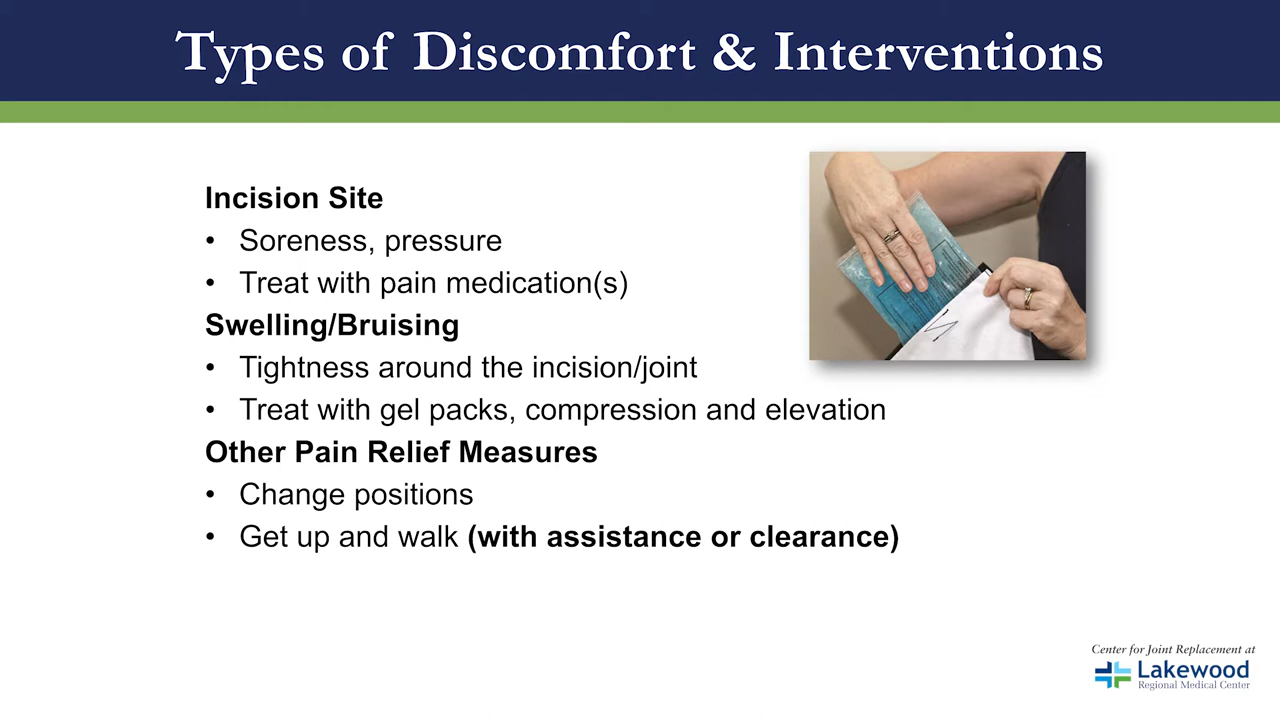 Types of Discomfort & Interventions
Incision Site
• Soreness, pressure
• Treat with pain medication(s)
Swelling/Bruising
• Tightness around the incision/joint
• Treat with gel packs, compression and elevation
Other Pain Relief Measures
• Change positions
• Get up and walk (with assistance or clearance)
Center for Joint Replacement at
Lakewood
Regional Medical Center